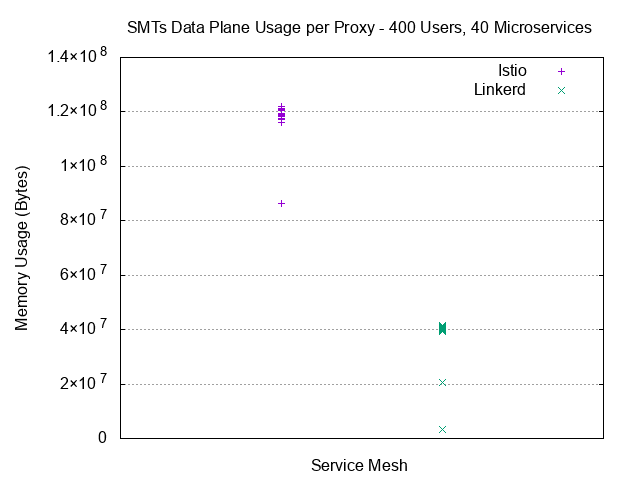 SMTs Data Plane Usage per Proxy - 400 Users, 40 Microservices
Istio
Linkerd
1.4×10^8
1.2×10^8
1×10^8
8×10^7
6×10^7
4×10^7
2×10^7
0
Memory Usage (Bytes)
Service Mesh